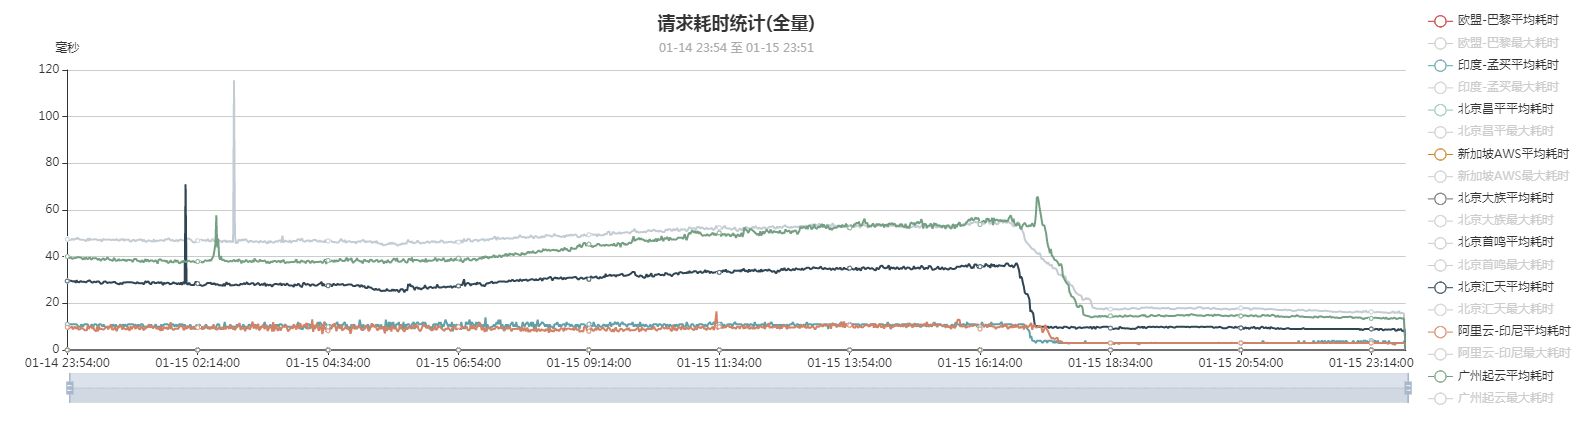 请求耗时统计(全量)
01-14 23:54 至 01-15 23:51
毫秒
120
100
80
60
40
20
0
01-14 23:54:00 01-15 02:14:00 01-15 04:34:00 01-15 06:54:00 01-15 09:14:00 01-15 11:34:00 01-15 13:54:00 01-15 16:14:00 01-15 18:34:00 01-15 20:54:00 01-15 23:14:00
欧盟-巴黎平均耗时
欧盟-巴黎最大耗时
印度-孟买平均耗时
印度-孟买最大耗时
北京昌平平均耗时
北京昌平最大耗时
新加坡AWS平均耗时
新加坡AWS最大耗时
北京大族平均耗时
北京大族最大耗时
北京首鸣平均耗时
北京首鸣最大耗时
北京汇天平均耗时
北京汇天最大耗时
阿里云-印尼平均耗时
阿里云-印尼最大耗时
广州起云平均耗时
广州起云最大耗时